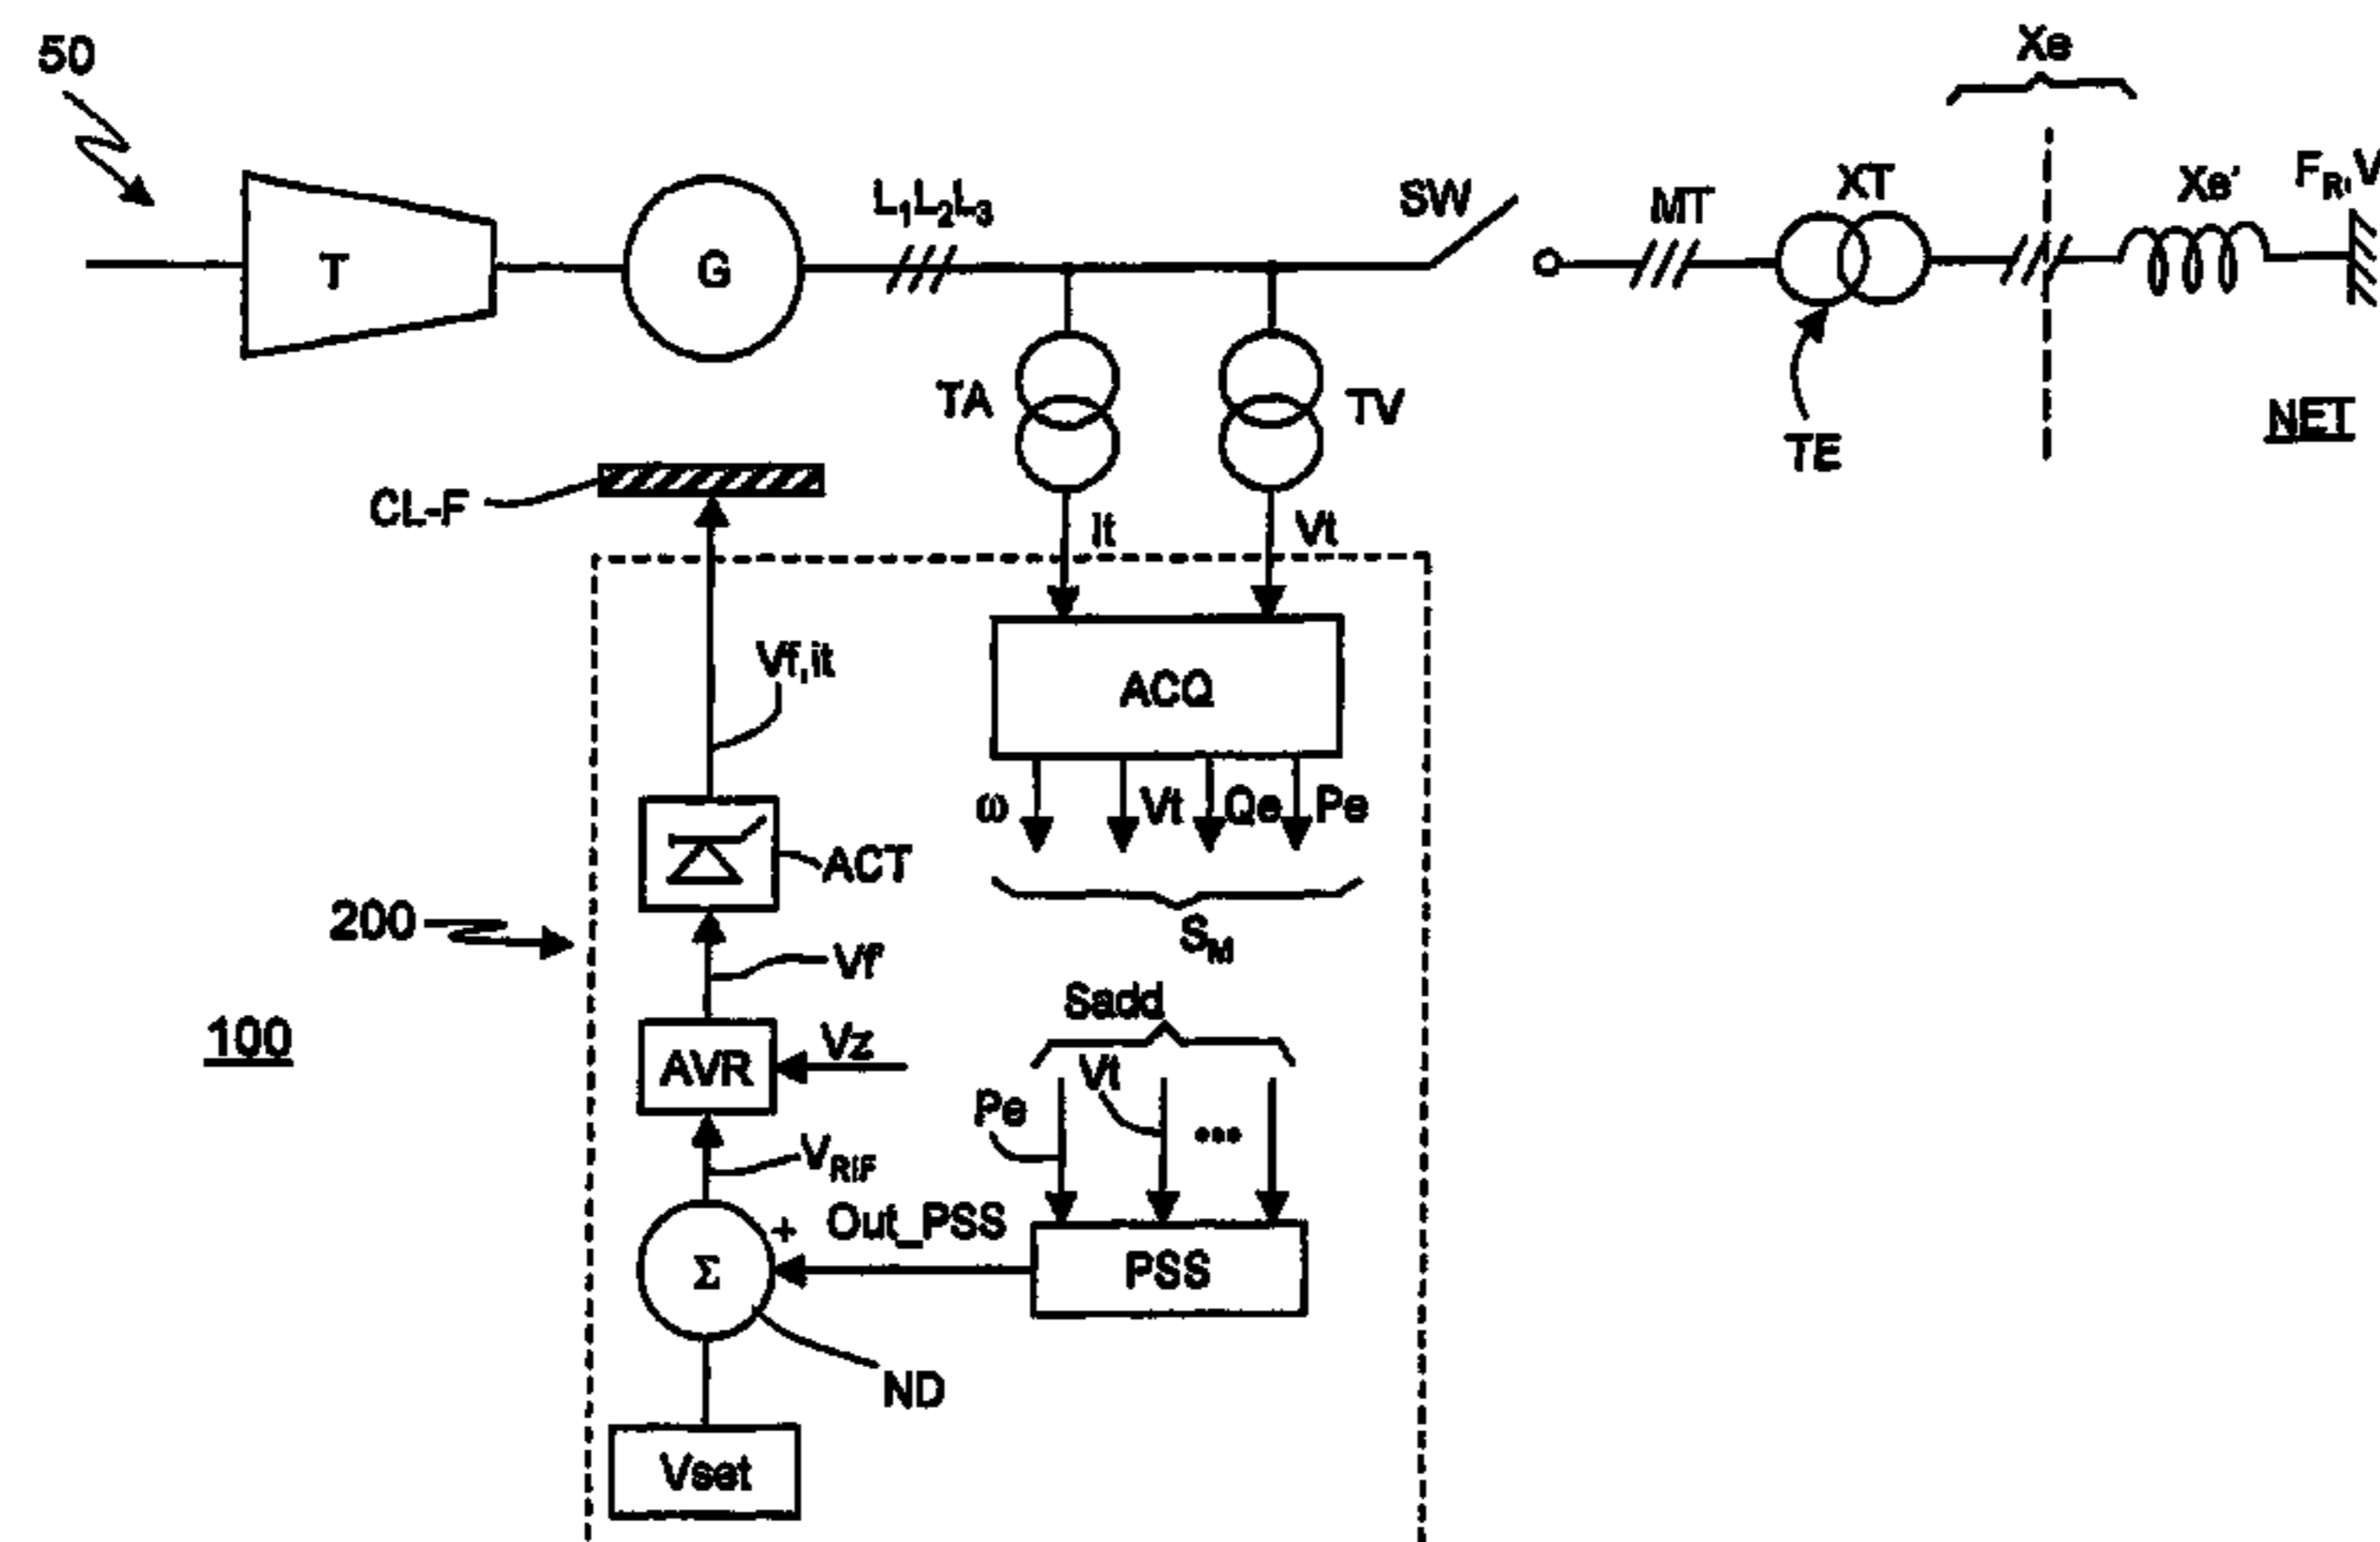 50
Xe
T
G
L1L2L3
SW
MT
XT
Xe'
FR, V
TA
TV
TE
NET
CL-F
It
Vt
Vf,it
ACQ
ω
Vt
Qe
Pe
ACT
SM
200
Vf'
Sadd
100
AVR
Vz
Pe
Vt
...
VRIF
+
Out_PSS
Σ
PSS
ND
Vset